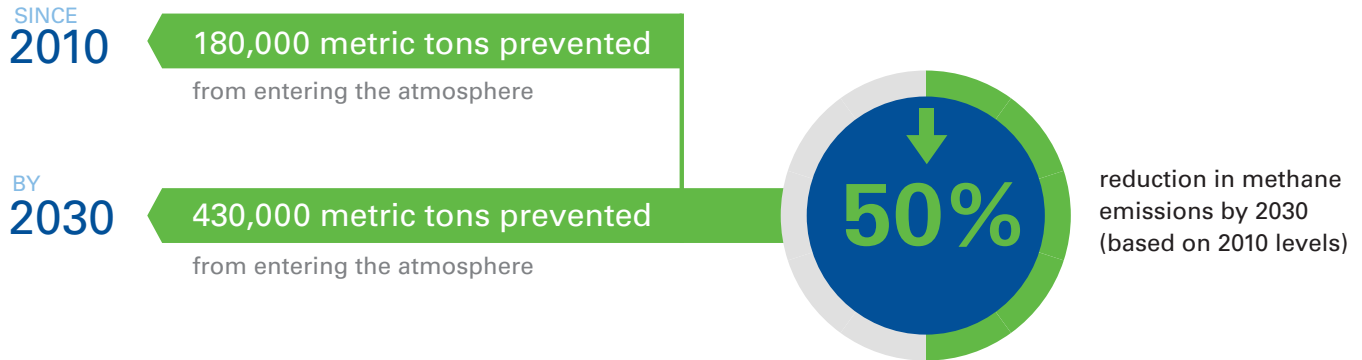 SINCE
2010
180,000 metric tons prevented
from entering the atmosphere
BY
2030
430,000 metric tons prevented
from entering the atmosphere
50%
reduction in methane
emissions by 2030
(based on 2010 levels)